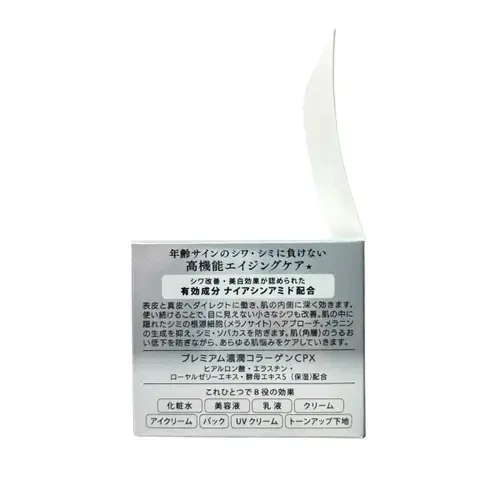 年齢サインのシワ・シミに負けない
高機能エイジングケア★
シワ改善・美白効果が認められた
有効成分 ナイアシンアミド配合
表皮と真皮へダイレクトに働き、肌の内側に深く効きます。
使い続けることで、目に見えない小さなシワも改善。肌の中に
隠れたシミの根源細胞(メラノサイト)へアプローチ。メラニン
の生成を抑え、シミ・ソバカスを防ぎます。肌(角層)のうるお
い低下を防ぎながら、あらゆる肌悩みをケアしていきます。
プレミアム濃潤コラーゲンCPX
ヒアルロン酸・エラスチン・
ローヤルゼリーエキス・酵母エキスS(保湿)配合
これひとつで8役の効果
化粧水 美容液 乳液 クリーム
アイクリーム パック UVクリーム トーンアップ下地